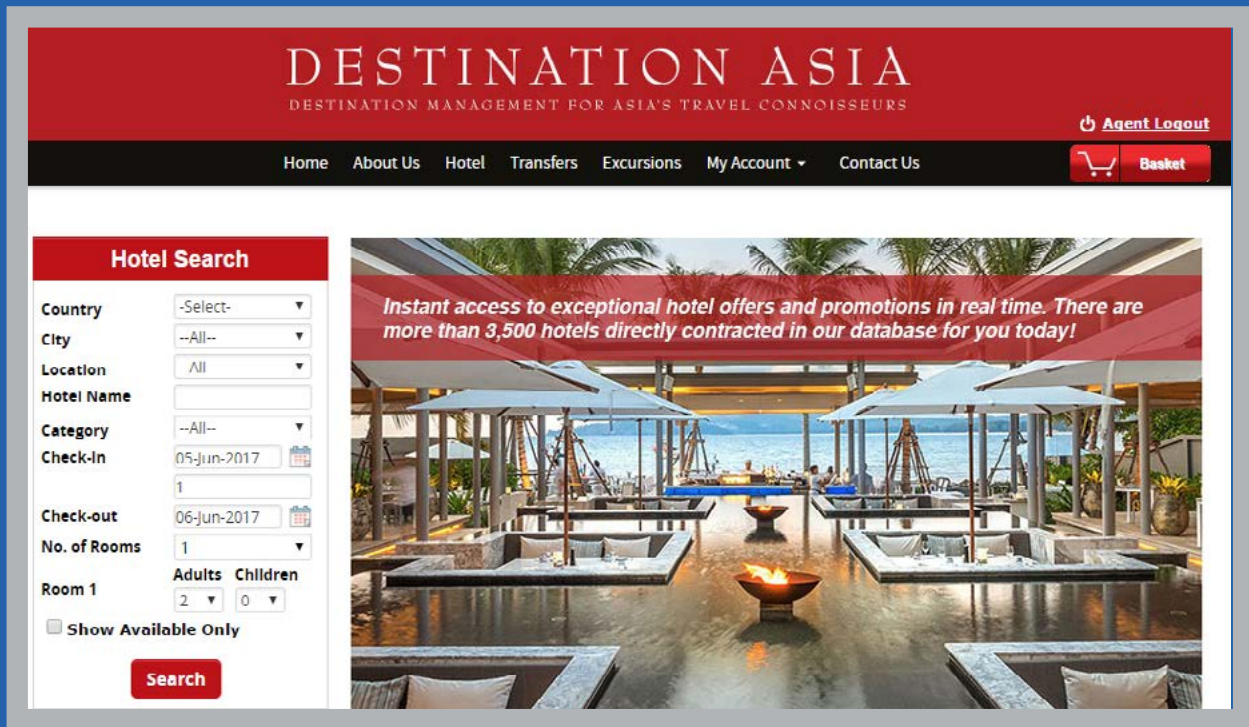 DESTINATION ASIA
DESTINATION MANAGEMENT FOR ASIA'S TRAVEL CONNOISSEURS
Agent Logout
Home About Us Hotel Transfers Excursions My Account Contact Us
Basket
Hotel Search
Country -Select-
City --All--
Location All
Hotel Name
Category --All--
Check-In 05-Jun-2017
1
Check-out 06-Jun-2017
No. of Rooms 1
Adults Children
Room 1 2 0
Show Available Only
Search
Instant access to exceptional hotel offers and promotions in real time. There are
more than 3,500 hotels directly contracted in our database for you today!